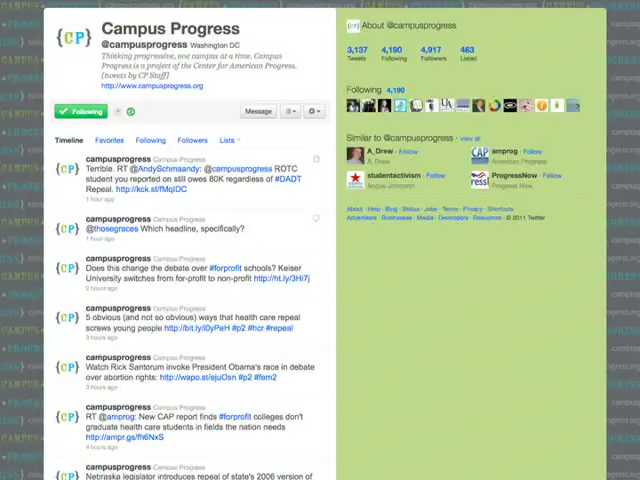 {CP}
Campus Progress
@campusprogress Washington DC
Thinking progressive, one campus at a time. Campus
Progress is a project of the Center for American Progress.
[tweets by CP Staff]
http://www.campusprogress.org
Following
Message
Timeline Favorites Following Followers Lists
campusprogress Campus Progress
Terrible. RT @AndySchmaandy: @campusprogress ROTC
student you reported on still owes 80K regardless of #DADT
Repeal. http://kck.st/fMqIDC
1 hour ago
campusprogress Campus Progress
@thosegraces Which headline, specifically?
1 hour ago
campusprogress Campus Progress
Does this change the debate over #forprofit schools? Keiser
University switches from for-profit to non-profit http://ht.ly/3Hi7j
2 hours ago
campusprogress Campus Progress
5 obvious (and not so obvious) ways that health care repeal
screws young people http://bit.ly/i0yPeH #p2 #hcr #repeal
3 hours ago
campusprogress Campus Progress
Watch Rick Santorum invoke President Obama's race in debate
over abortion rights: http://wapo.st/ejuOsn #p2 #fem2
3 hours ago
campusprogress Campus Progress
RT @amprog: New CAP report finds #forprofit colleges don't
graduate health care students in fields the nation needs
http://ampr.gs/fh6NxS
4 hours ago
campusprogress Campus Progress
Nebraska legislator introduces repeal of state's 2006 version of
{CP} About @campusprogress
3,137 4,190 4,917 463
Tweets Following Followers Listed
Following 4,190
Similar to @campusprogress · view all
A_Drew · Follow
A. Drew
amprog · Follow
American Progress
studentactivism · Follow
Angus Johnston
ProgressNow · Follow
Progress Now
About Help Blog Status Jobs Terms Privacy Shortcuts
Advertisers Businesses Media Developers Resources © 2011 Twitter